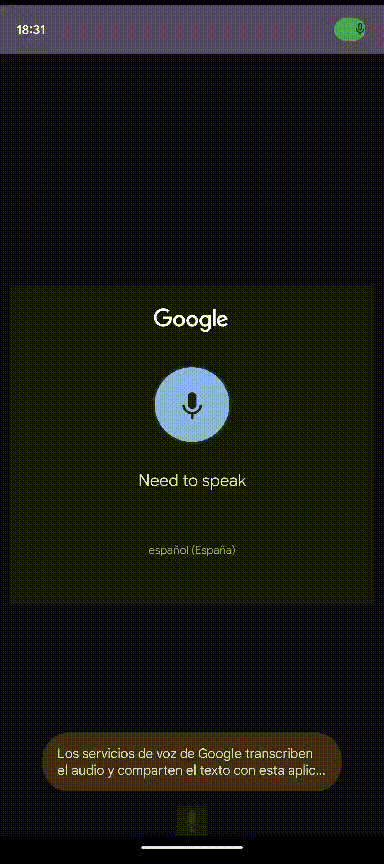 18:31
Google
Need to speak
español (España)
Los servicios de voz de Google transcriben
el audio y comparten el texto con esta aplic...